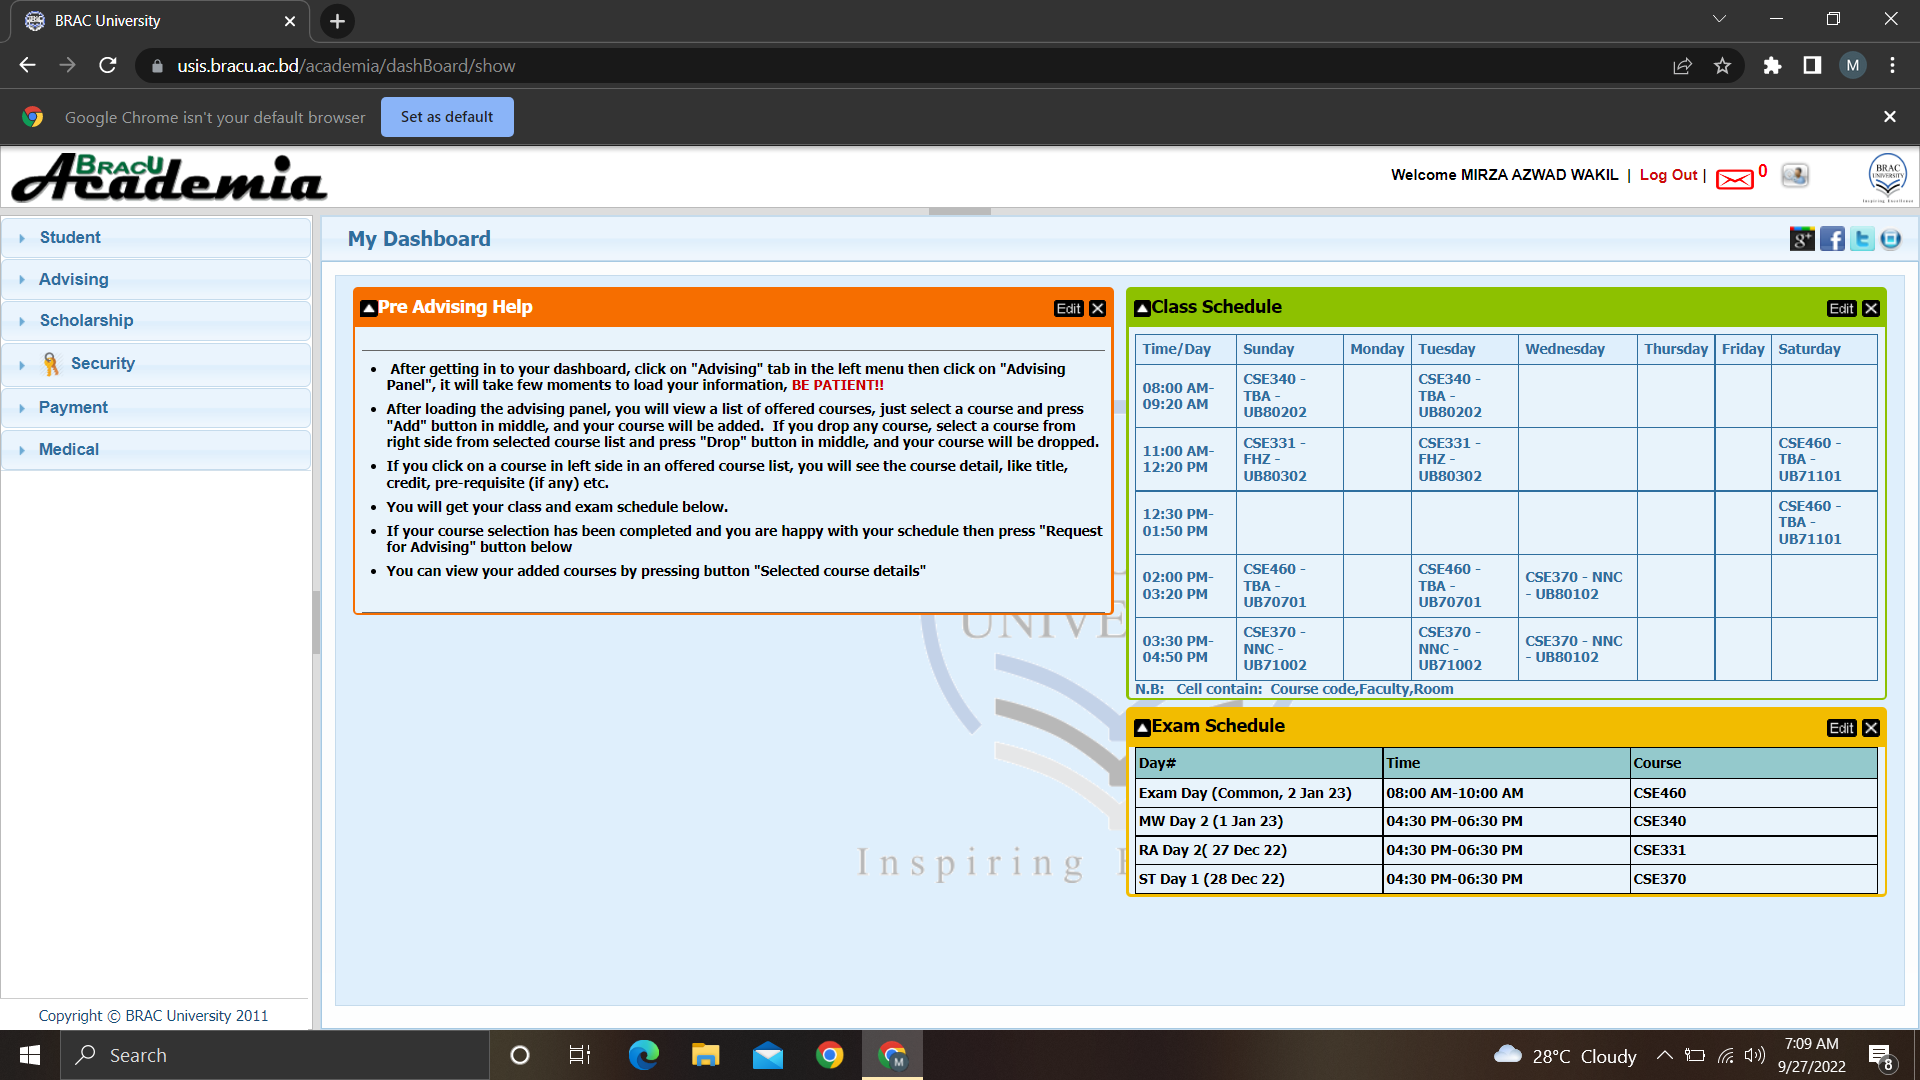 BRAC University
usis.bracu.ac.bd/academia/dashBoard/show
M
Google Chrome isn't your default browser
Set as default
BRACU
Academia
Welcome MIRZA AZWAD WAKIL | Log Out |
0
BRAC
UNIVERSITY
Inspiring Excellence
Student
Advising
Scholarship
Security
Payment
Medical
Copyright © BRAC University 2011
My Dashboard
g+ f t
Pre Advising Help
Edit
After getting in to your dashboard, click on "Advising" tab in the left menu then click on "Advising
Panel", it will take few moments to load your information, BE PATIENT!!
After loading the advising panel, you will view a list of offered courses, just select a course and press
"Add" button in middle, and your course will be added. If you drop any course, select a course from
right side from selected course list and press "Drop" button in middle, and your course will be dropped.
If you click on a course in left side in an offered course list, you will see the course detail, like title,
credit, pre-requisite (if any) etc.
You will get your class and exam schedule below.
If your course selection has been completed and you are happy with your schedule then press "Request
for Advising" button below
You can view your added courses by pressing button "Selected course details"
UNIVE
Inspiring
Class Schedule
Edit
Time/Day Sunday Monday Tuesday Wednesday Thursday Friday Saturday
08:00 AM-
09:20 AM
CSE340 -
TBA -
UB80202
CSE340 -
TBA -
UB80202
11:00 AM-
12:20 PM
CSE331 -
FHZ -
UB80302
CSE331 -
FHZ -
UB80302
CSE460 -
TBA -
UB71101
12:30 PM-
01:50 PM
CSE460 -
TBA -
UB71101
02:00 PM-
03:20 PM
CSE460 -
TBA -
UB70701
CSE460 -
TBA -
UB70701
CSE370 - NNC
- UB80102
03:30 PM-
04:50 PM
CSE370 -
NNC -
UB71002
CSE370 -
NNC -
UB71002
CSE370 - NNC
- UB80102
N.B: Cell contain: Course code,Faculty,Room
Exam Schedule
Edit
Day# Time Course
Exam Day (Common, 2 Jan 23) 08:00 AM-10:00 AM CSE460
MW Day 2 (1 Jan 23) 04:30 PM-06:30 PM CSE340
RA Day 2( 27 Dec 22) 04:30 PM-06:30 PM CSE331
ST Day 1 (28 Dec 22) 04:30 PM-06:30 PM CSE370
Search
M
28°C Cloudy
7:09 AM
9/27/2022
8